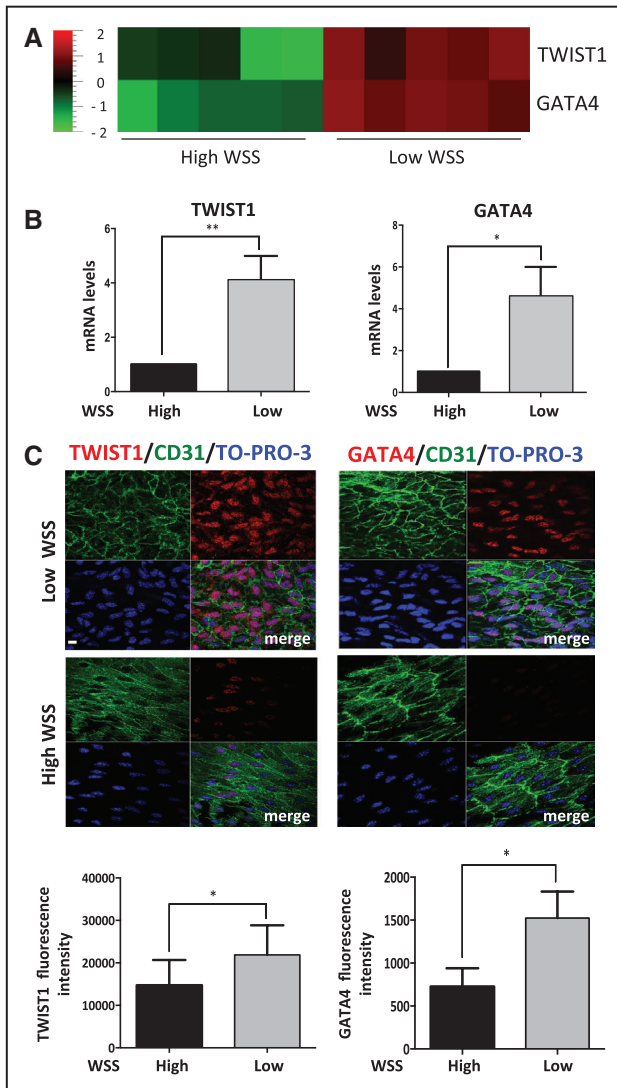 A
2
1
0
- 1
- 2
TWIST1
GATA4
High WSS
Low WSS
B
TWIST1
**
mRNA levels
6
4
2
0
WSS
High
Low
GATA4
*
mRNA levels
8
6
4
2
0
WSS
High
Low
C
TWIST1/CD31/TO-PRO-3
GATA4/CD31/TO-PRO-3
Low WSS
merge
merge
High WSS
merge
merge
*
TWIST1 fluorescence
intensity
40000
30000
20000
10000
0
WSS
High
Low
*
GATA4 fluorescence
intensity
2000
1500
1000
500
0
WSS
High
Low